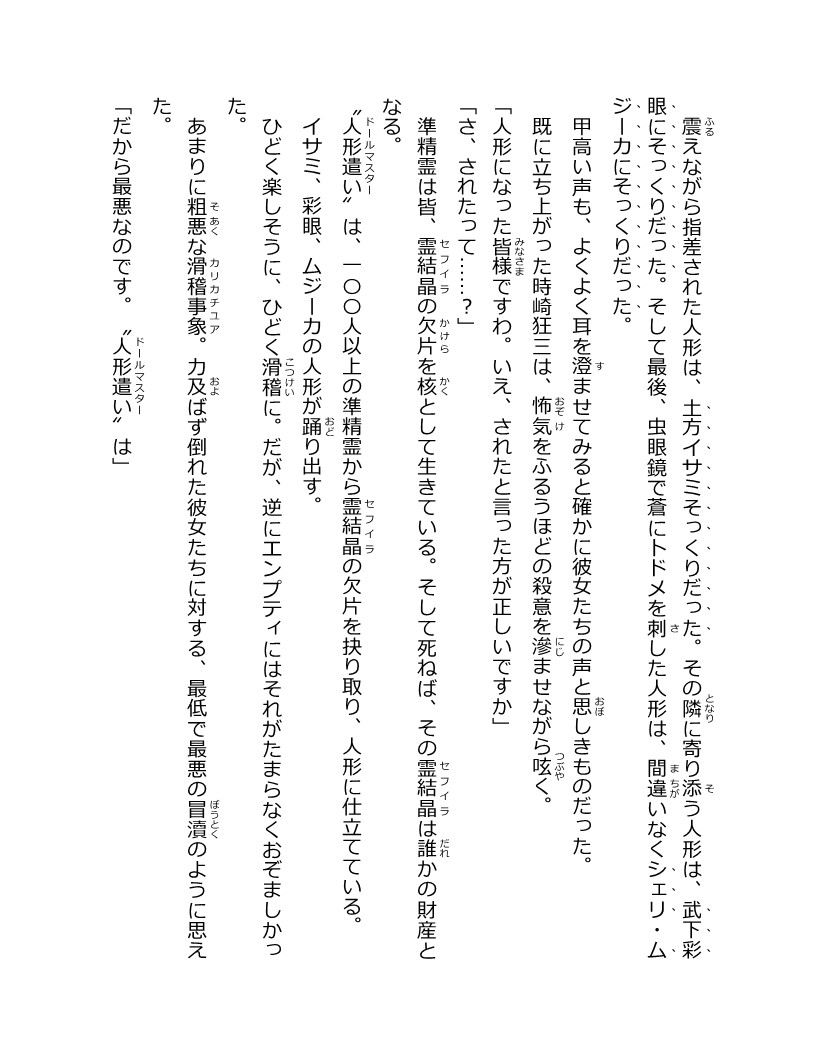 震えながら指差された人形は、土方イサミそっくりだった。その隣に寄り添う人形は、武下彩
眼にそっくりだった。そして最後、虫眼鏡で蒼にトドメを刺した人形は、間違いなくシェリ・ム
ジーカにそっくりだった。
　甲高い声も、よくよく耳を澄ませてみると確かに彼女たちの声と思しきものだった。
　既に立ち上がった時崎狂三は、怖気をふるうほどの殺意を滲ませながら呟く。
「人形になった皆様ですわ。いえ、されたと言った方が正しいですか」
「さ、されたって……？」
　準精霊は皆、霊結晶の欠片を核として生きている。そして死ねば、その霊結晶は誰かの財産と
なる。
〝人形遣い〟は、一〇〇人以上の準精霊から霊結晶の欠片を抉り取り、人形に仕立てている。
　イサミ、彩眼、ムジーカの人形が踊り出す。
　ひどく楽しそうに、ひどく滑稽に。だが、逆にエンプティにはそれがたまらなくおぞましかっ
た。
　あまりに粗悪な滑稽事象。力及ばず倒れた彼女たちに対する、最低で最悪の冒瀆のように思え
た。
「だから最悪なのです。〝人形遣い〟は」